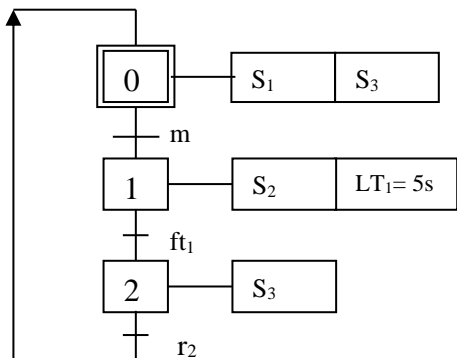 0 S₁ S₃
m
1 S₂ LT₁= 5s
ft₁
2 S₃
r₂